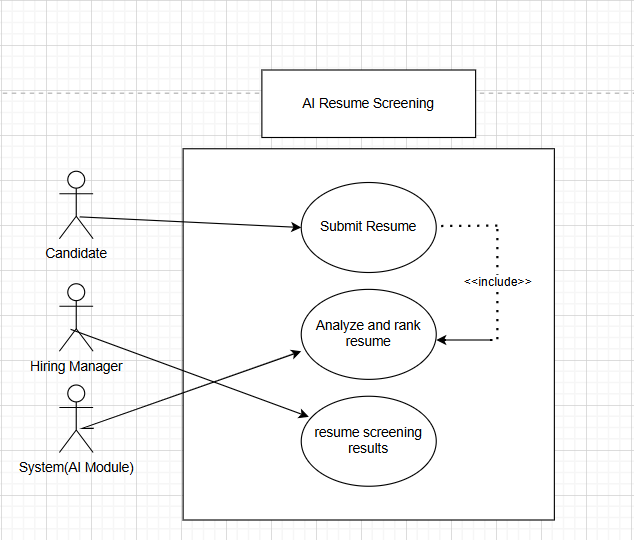 AI Resume Screening
Submit Resume
Candidate
<<include>>
Analyze and rank
resume
Hiring Manager
resume screening
results
System(AI Module)